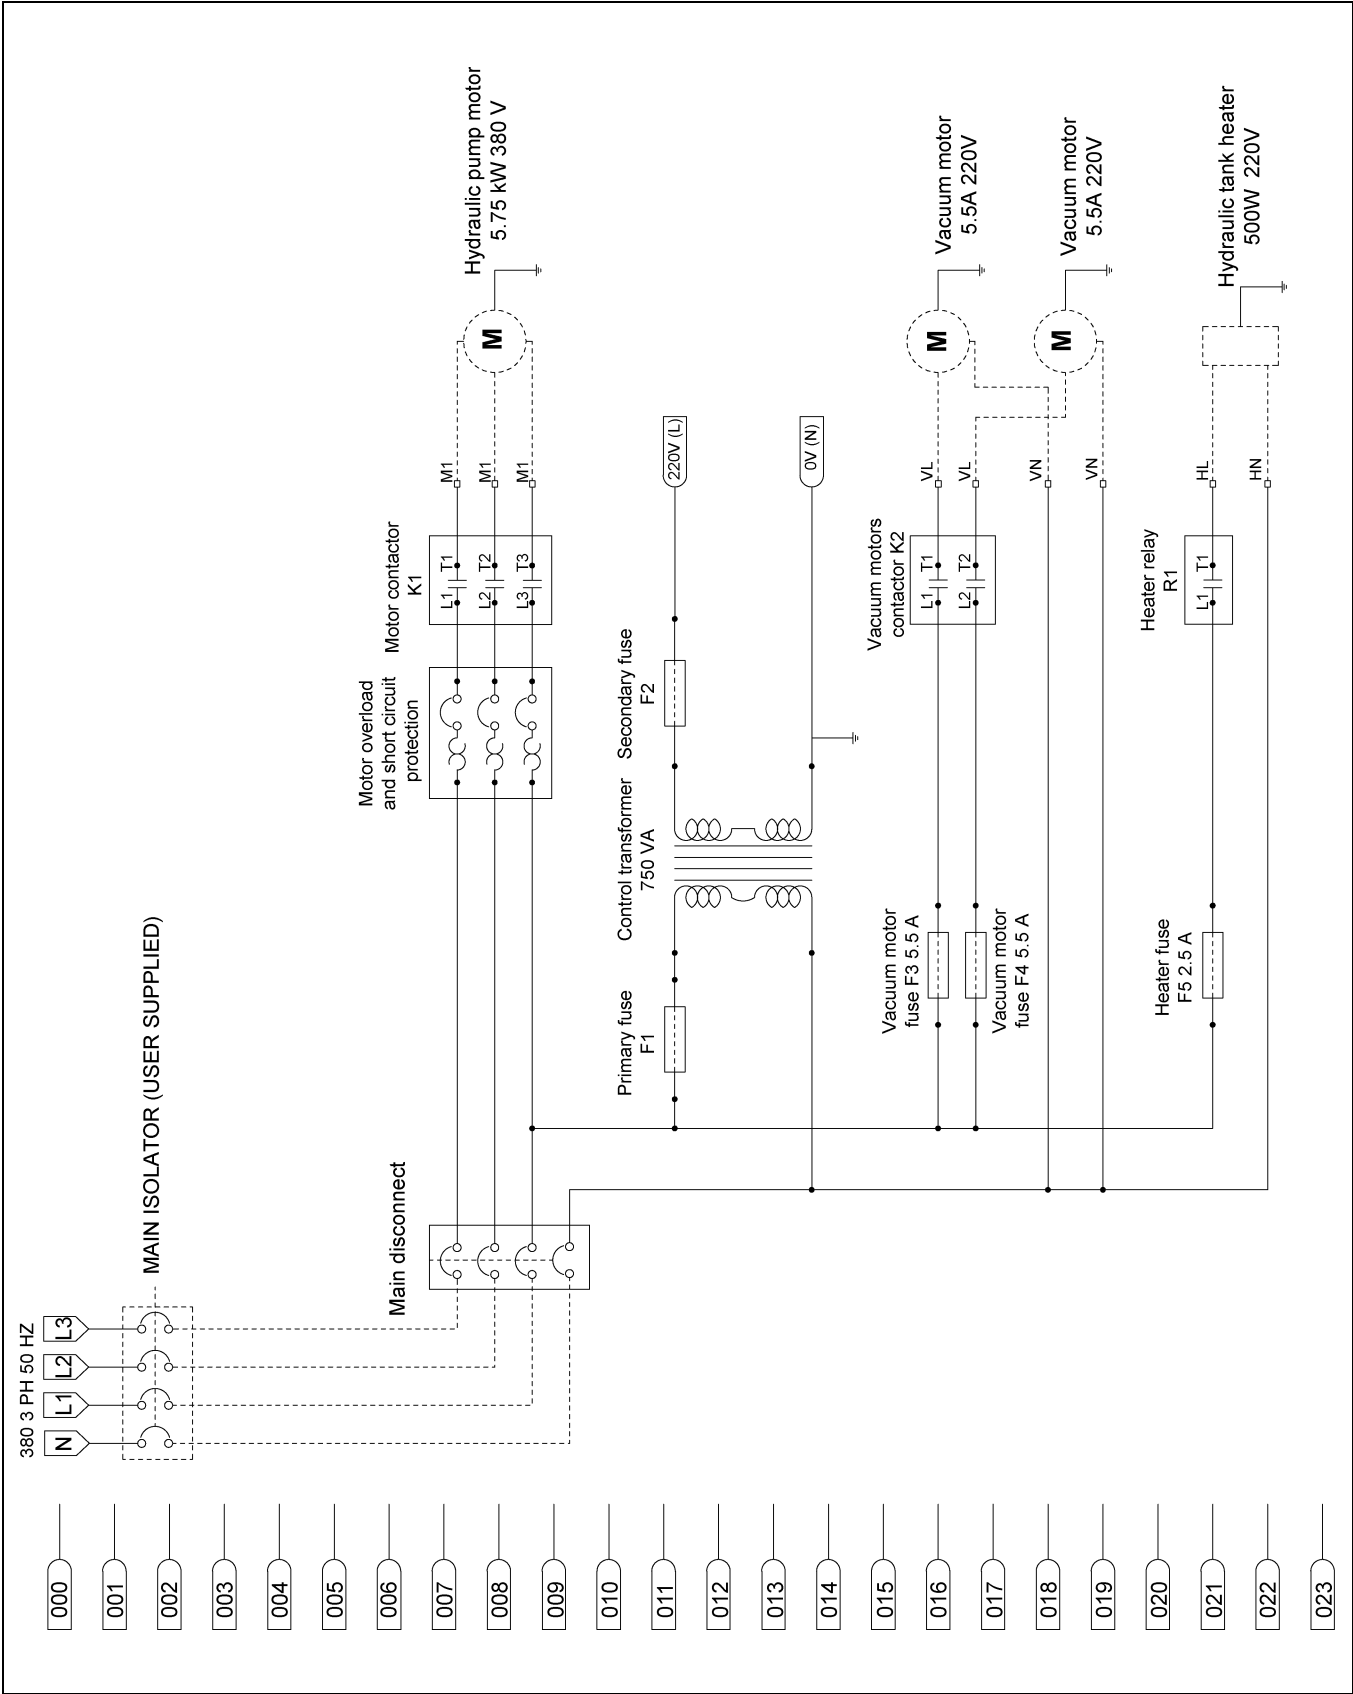 380 3 PH 50 HZ
N
L1
L2
L3
MAIN ISOLATOR (USER SUPPLIED)
Main disconnect
Motor overload
and short circuit
protection
Motor contactor
K1
L1
T1
L2
T2
L3
T3
M1
M1
M1
M
Hydraulic pump motor
5.75 kW 380 V
Primary fuse
F1
Control transformer
750 VA
Secondary fuse
F2
220V (L)
0V (N)
Vacuum motor
fuse F3 5.5 A
Vacuum motor
fuse F4 5.5 A
Vacuum motors
contactor K2
L1
T1
L2
T2
VL
VL
VN
VN
M
Vacuum motor
5.5A 220V
M
Vacuum motor
5.5A 220V
Heater fuse
F5 2.5 A
Heater relay
R1
L1
T1
HL
HN
Hydraulic tank heater
500W 220V
000
001
002
003
004
005
006
007
008
009
010
011
012
013
014
015
016
017
018
019
020
021
022
023